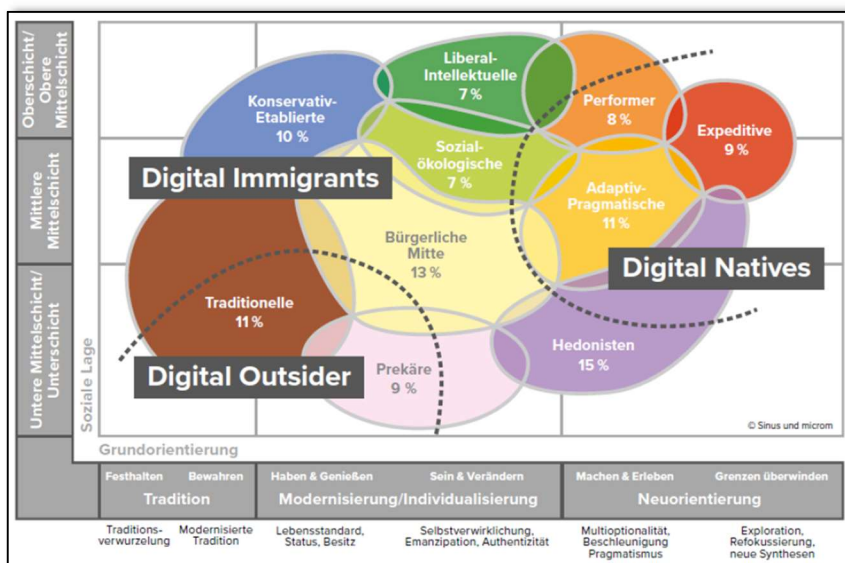 Oberschicht/
Obere
Mittelschicht
Mittlere
Mittelschicht
Untere Mittelschicht/
Unterschicht
Soziale Lage
Liberal-
Intellektuelle
7 %
Performer
8 %
Konservativ-
Etablierte
10 %
Expeditive
9 %
Sozial-
ökologische
7 %
Digital Immigrants
Adaptiv-
Pragmatische
11 %
Bürgerliche
Mitte
13 %
Digital Natives
Traditionelle
11 %
Hedonisten
15 %
Digital Outsider
Prekäre
9 %
© Sinus und microm
Grundorientierung
Festhalten
Bewahren
Tradition
Haben & Genießen
Sein & Verändern
Modernisierung/Individualisierung
Machen & Erleben
Grenzen überwinden
Neuorientierung
Traditions-
verwurzelung
Modernisierte
Tradition
Lebensstandard,
Status, Besitz
Selbstverwirklichung,
Emanzipation, Authentizität
Multioptionalität,
Beschleunigung
Pragmatismus
Exploration,
Refokussierung,
neue Synthesen